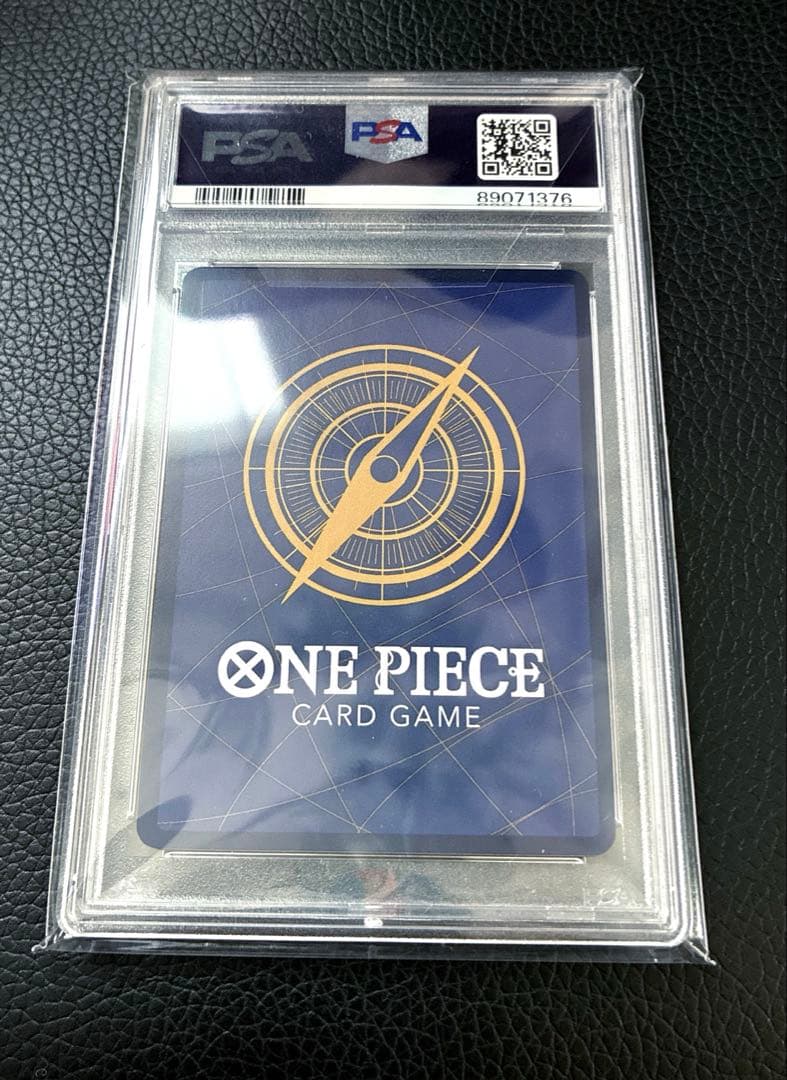 PSA
PSA
89071376
ONE PIECE
CARD GAME